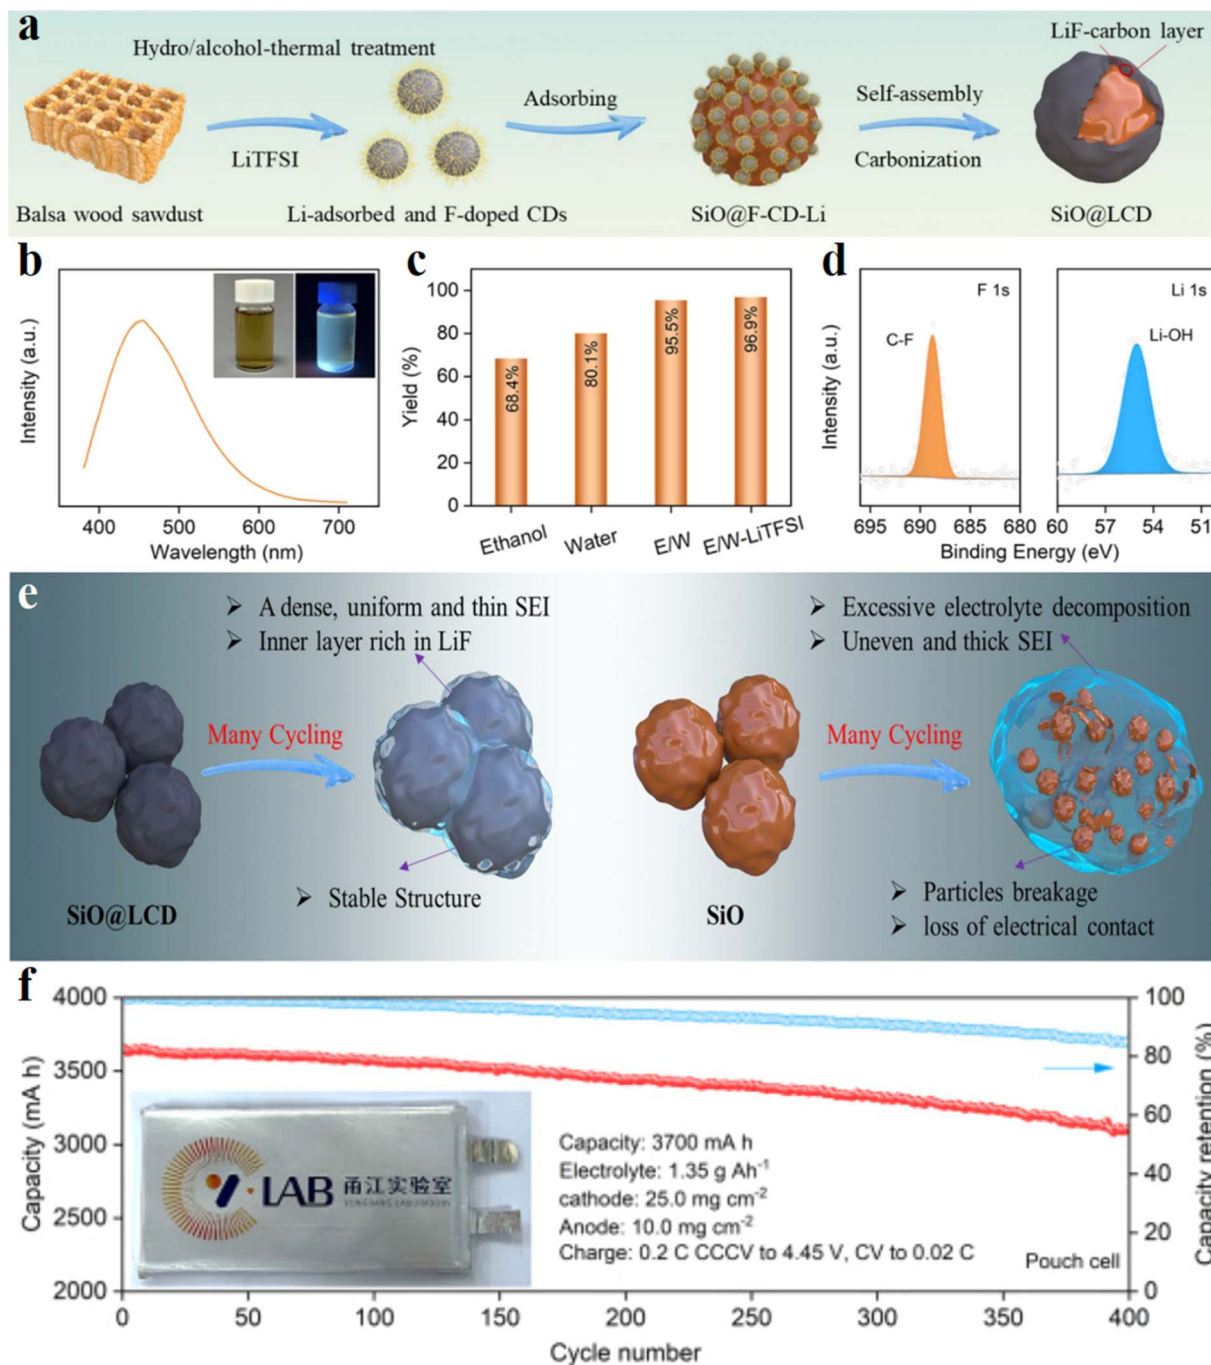 a
Hydro/alcohol-thermal treatment
LiTFSI
Adsorbing
Self-assembly
Carbonization
LiF-carbon layer
Balsa wood sawdust
Li-adsorbed and F-doped CDs
SiO@F-CD-Li
SiO@LCD
b
Intensity (a.u.)
400
500
600
700
Wavelength (nm)
c
Yield (%)
100
80
60
40
20
0
68.4%
80.1%
95.5%
96.9%
Ethanol
Water
E/W
E/W-LiTFSI
d
Intensity (a.u.)
F 1s
C-F
Li 1s
Li-OH
695
690
685
680
60
57
54
51
Binding Energy (eV)
e
➢ A dense, uniform and thin SEI
➢ Inner layer rich in LiF
Many Cycling
➢ Stable Structure
SiO@LCD
➢ Excessive electrolyte decomposition
➢ Uneven and thick SEI
Many Cycling
➢ Particles breakage
➢ loss of electrical contact
SiO
f
Capacity (mA h)
4000
3500
3000
2500
2000
LAB 甬江实验室
Capacity: 3700 mA h
Electrolyte: 1.35 g Ah⁻¹
cathode: 25.0 mg cm⁻²
Anode: 10.0 mg cm⁻²
Charge: 0.2 C CCCV to 4.45 V, CV to 0.02 C
Pouch cell
100
80
60
40
20
0
Capacity retention (%)
0
50
100
150
200
250
300
350
400
Cycle number